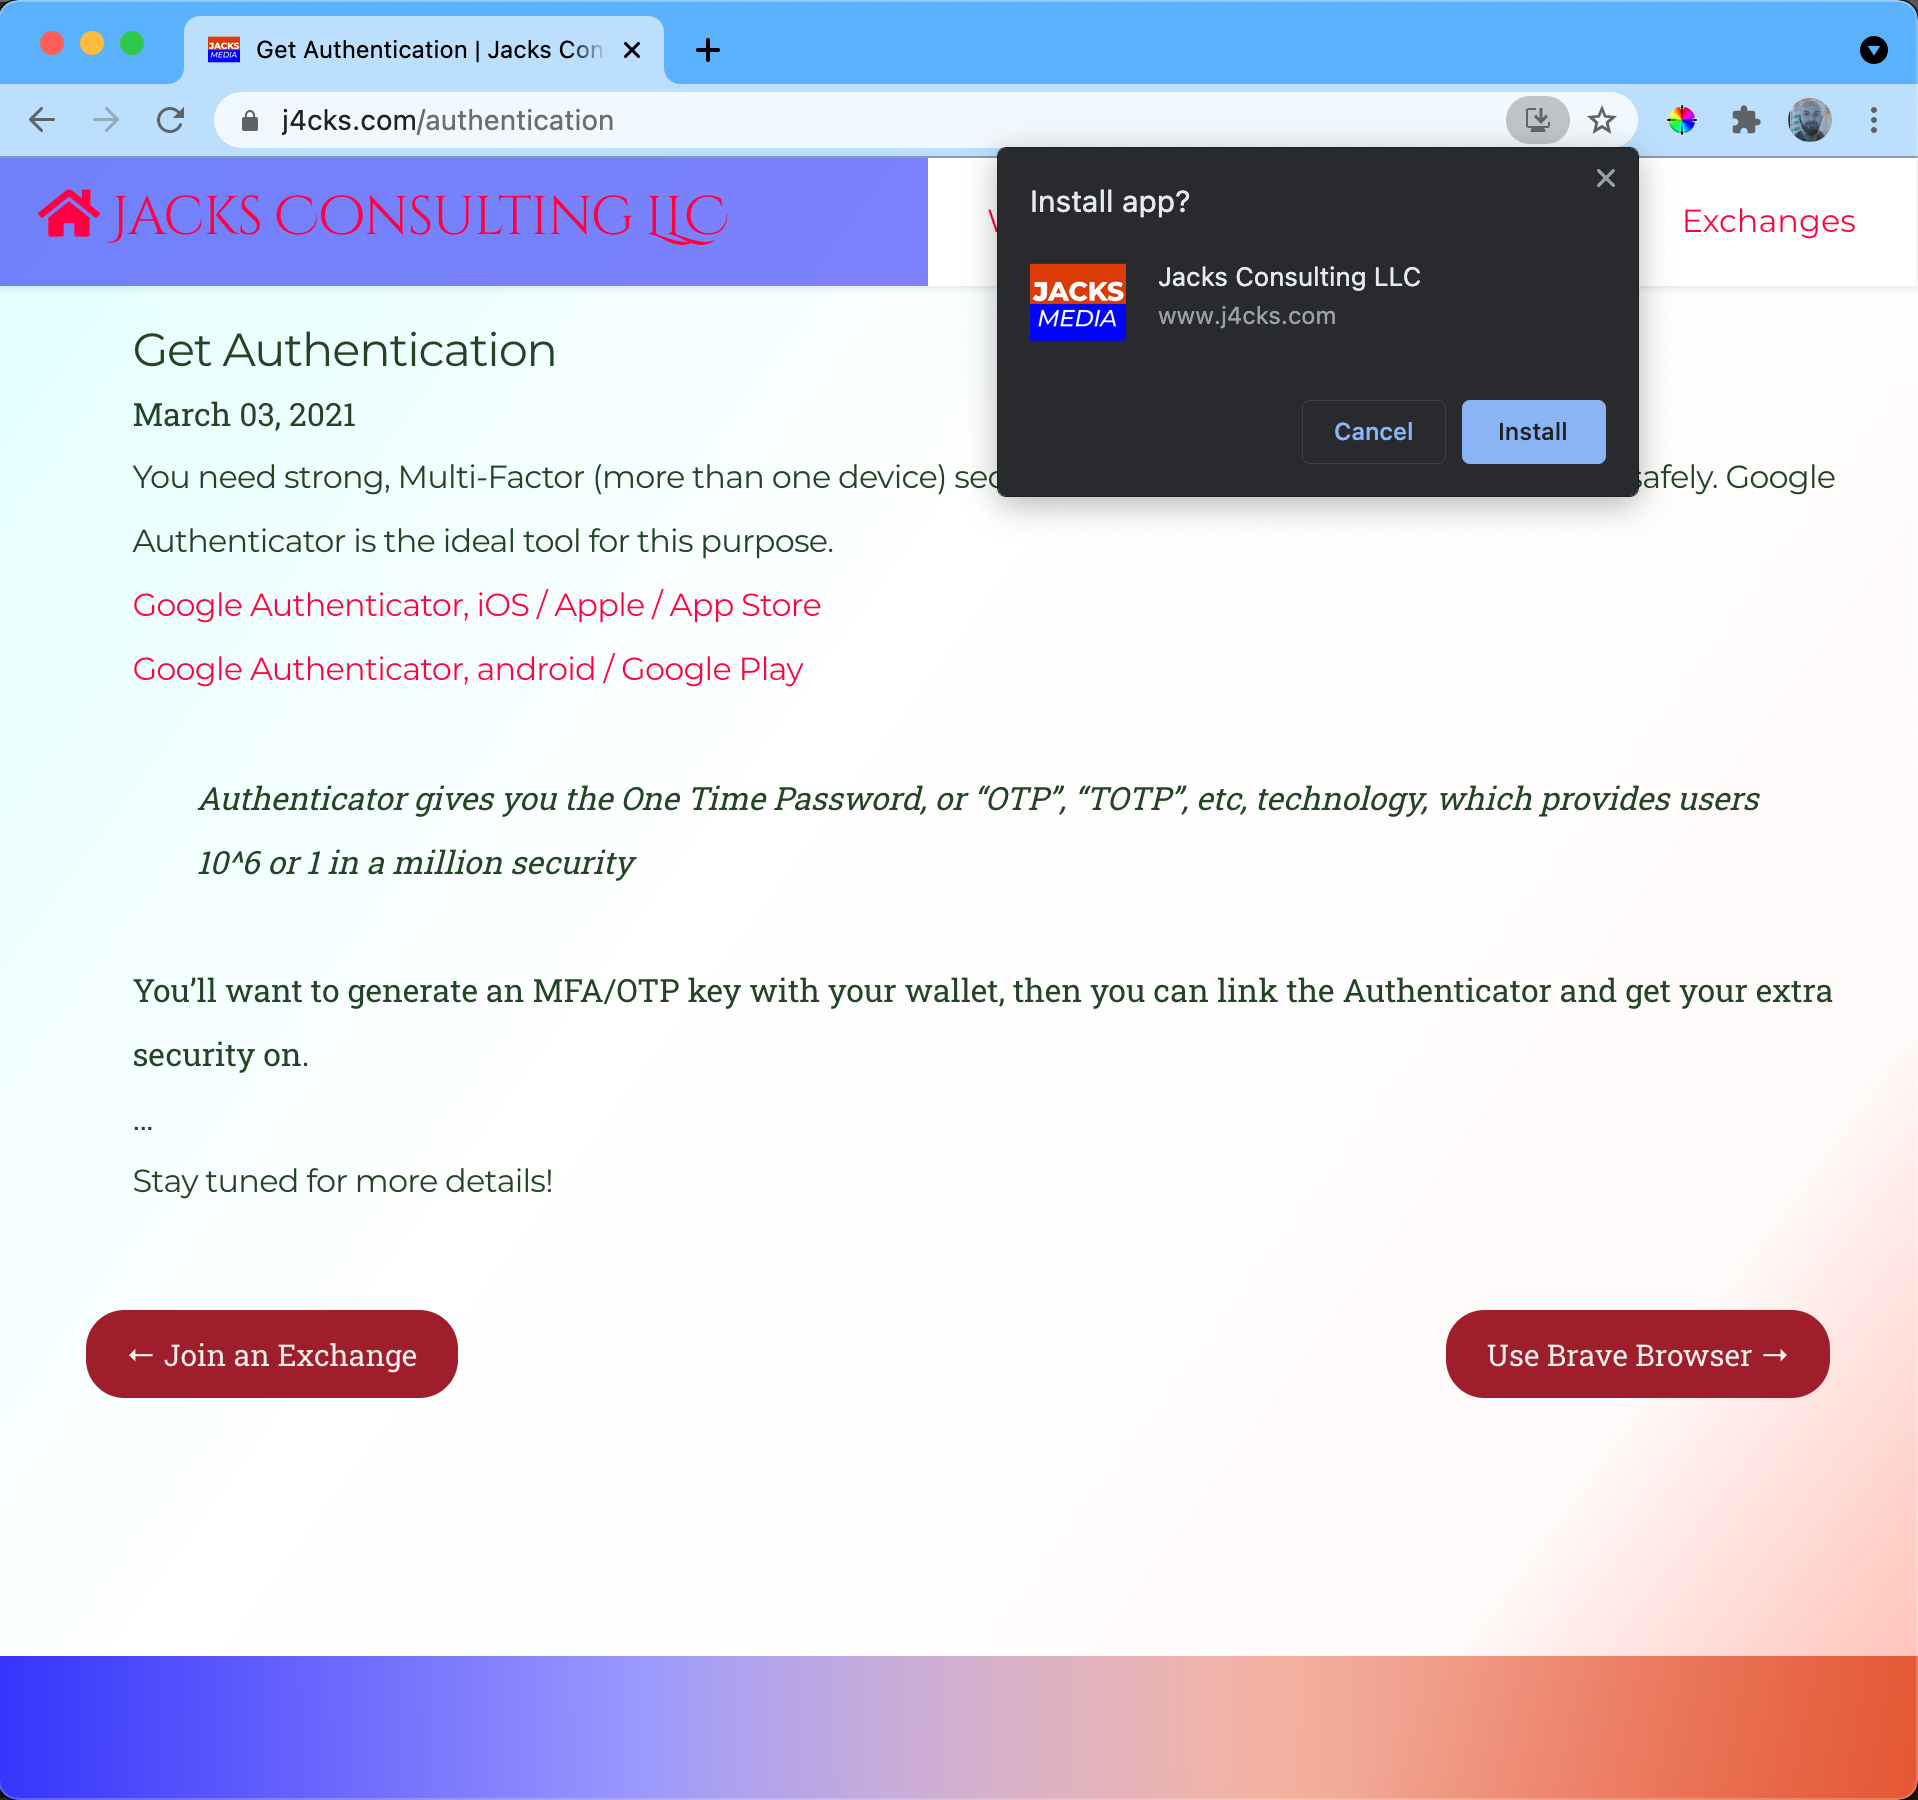 JACKS
MEDIA
Get Authentication | Jacks Con
j4cks.com/authentication
JACKS CONSULTING LLC
Exchanges
Install app?
JACKS
MEDIA
Jacks Consulting LLC
www.j4cks.com
Cancel
Install
Get Authentication
March 03, 2021
You need strong, Multi-Factor (more than one device) safely. Google
Authenticator is the ideal tool for this purpose.
Google Authenticator, iOS / Apple / App Store
Google Authenticator, android / Google Play
Authenticator gives you the One Time Password, or “OTP”, “TOTP”, etc, technology, which provides users
10^6 or 1 in a million security
You’ll want to generate an MFA/OTP key with your wallet, then you can link the Authenticator and get your extra
security on.
...
Stay tuned for more details!
← Join an Exchange
Use Brave Browser →